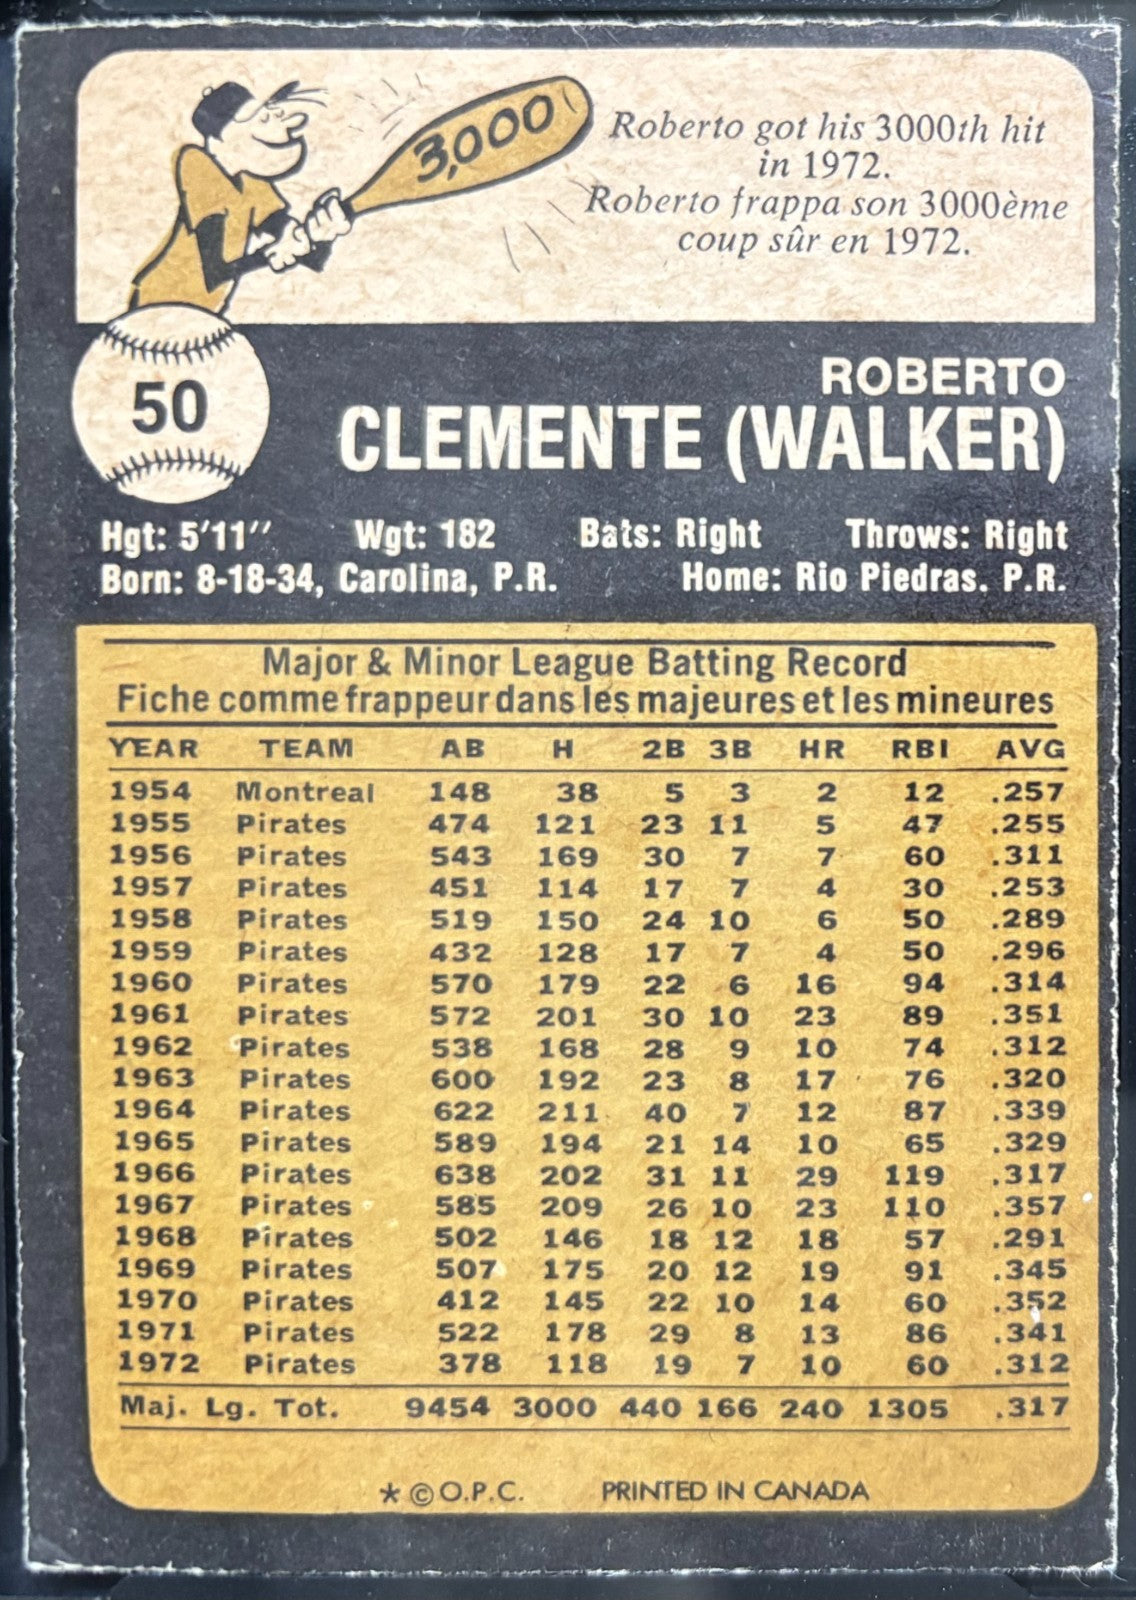 3,000
Roberto got his 3000th hit
in 1972.
Roberto frappa son 3000ème
coup sûr en 1972.
50
ROBERTO
CLEMENTE (WALKER)
Hgt: 5'11'' Wgt: 182 Bats: Right Throws: Right
Born: 8-18-34, Carolina, P.R. Home: Rio Piedras. P.R.
Major & Minor League Batting Record
Fiche comme frappeur dans les majeures et les mineures
YEAR TEAM AB H 2B 3B HR RBI AVG
1954 Montreal 148 38 5 3 2 12 .257
1955 Pirates 474 121 23 11 5 47 .255
1956 Pirates 543 169 30 7 7 60 .311
1957 Pirates 451 114 17 7 4 30 .253
1958 Pirates 519 150 24 10 6 50 .289
1959 Pirates 432 128 17 7 4 50 .296
1960 Pirates 570 179 22 6 16 94 .314
1961 Pirates 572 201 30 10 23 89 .351
1962 Pirates 538 168 28 9 10 74 .312
1963 Pirates 600 192 23 8 17 76 .320
1964 Pirates 622 211 40 7 12 87 .339
1965 Pirates 589 194 21 14 10 65 .329
1966 Pirates 638 202 31 11 29 119 .317
1967 Pirates 585 209 26 10 23 110 .357
1968 Pirates 502 146 18 12 18 57 .291
1969 Pirates 507 175 20 12 19 91 .345
1970 Pirates 412 145 22 10 14 60 .352
1971 Pirates 522 178 29 8 13 86 .341
1972 Pirates 378 118 19 7 10 60 .312
Maj. Lg. Tot. 9454 3000 440 166 240 1305 .317
* © O.P.C. PRINTED IN CANADA